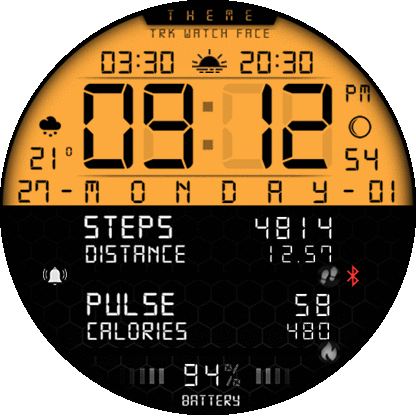 THEME
TRK WATCH FACE
03:30 20:30
09:12 PM
21° 54
27-MONDAY-01
STEPS 4814
DISTANCE 12.57
PULSE 58
CALORIES 480
94%
BATTERY